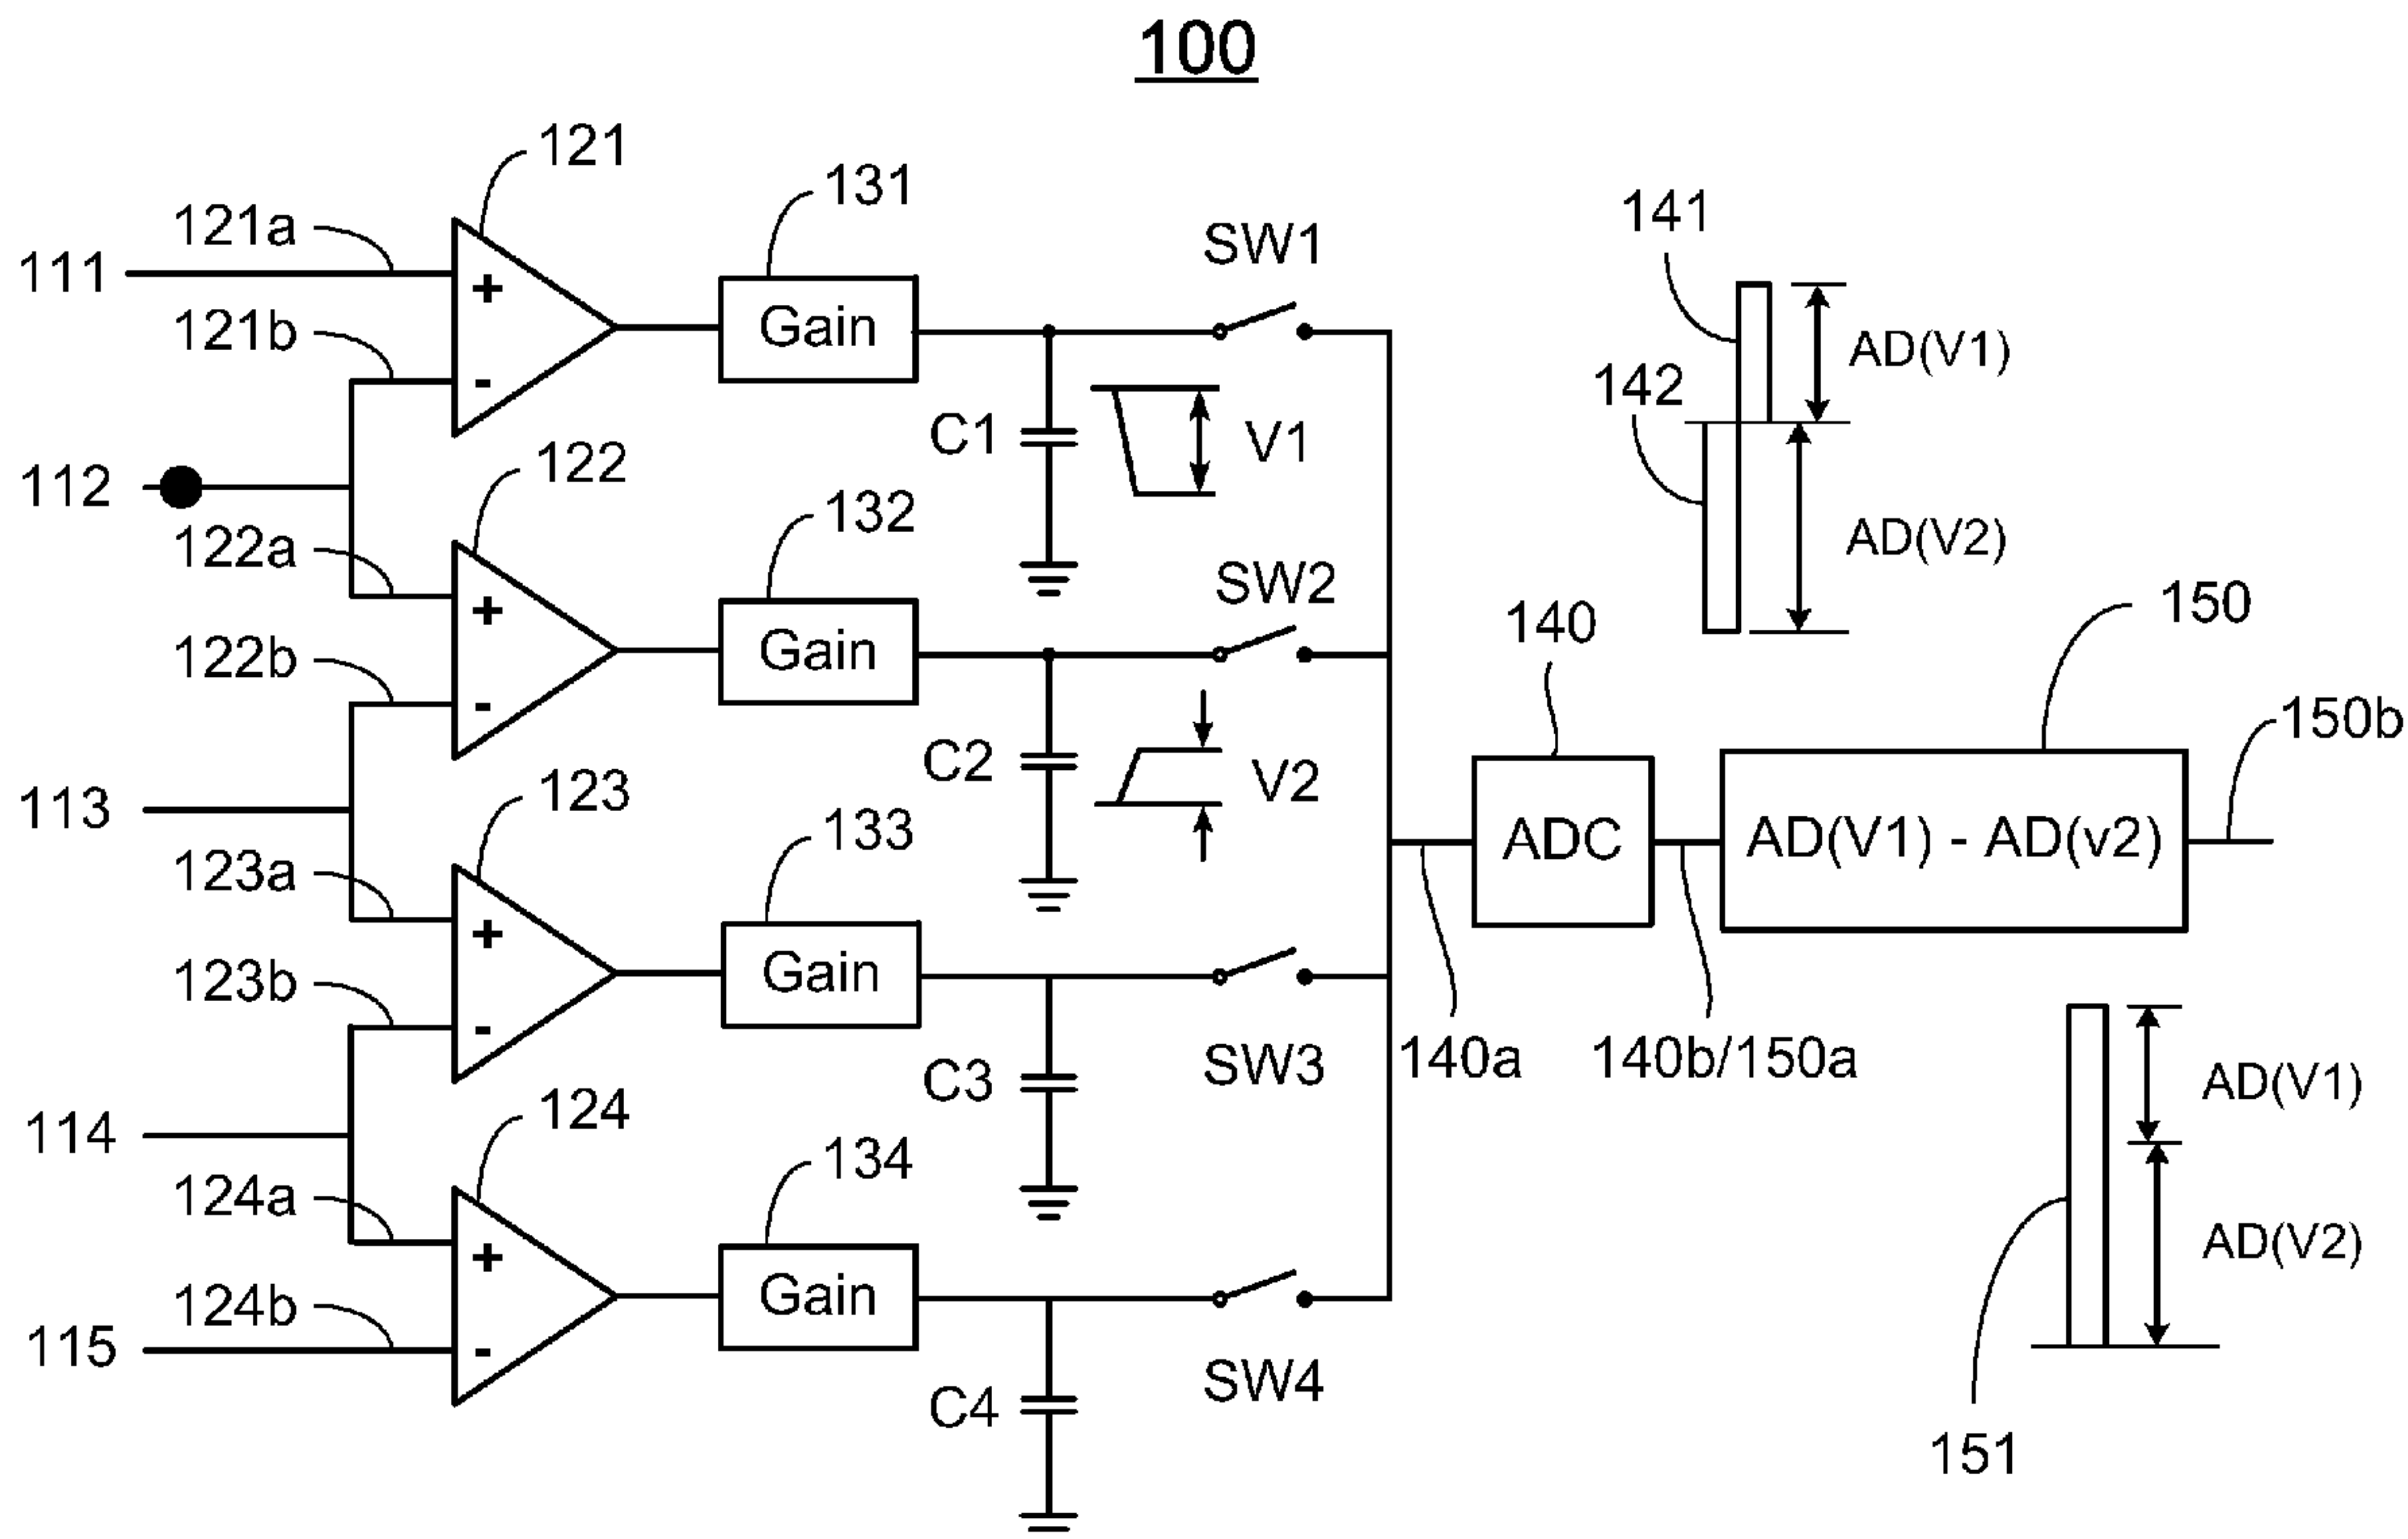 100
121
131
141
121a
SW1
111
+
Gain
AD(V1)
121b
142
-
C1
V1
122
112
132
122a
AD(V2)
SW2
150
+
Gain
140
122b
150b
-
C2
V2
123
113
133
ADC
AD(V1) - AD(v2)
123a
+
Gain
123b
-
C3
SW3
140a
140b/150a
AD(V1)
124
114
134
124a
AD(V2)
+
Gain
124b
115
-
C4
SW4
151